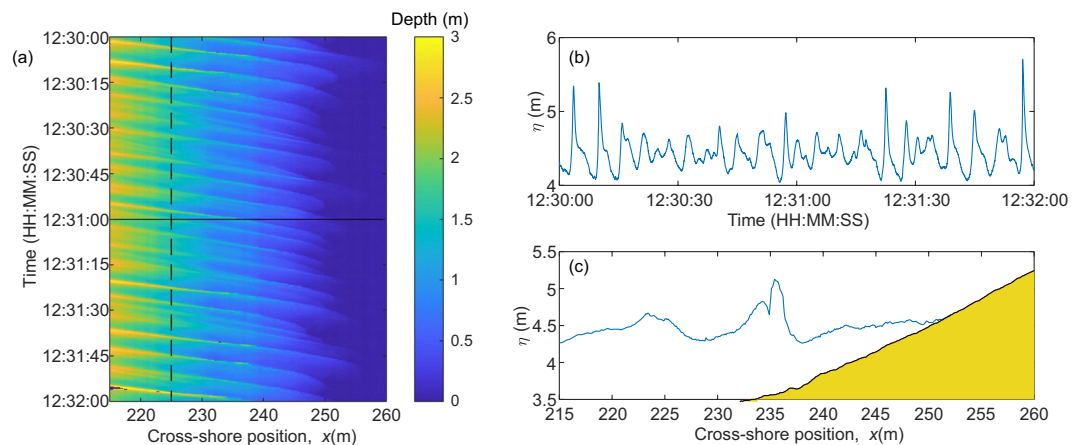 (a)
Depth (m)
12:30:00
12:30:15
12:30:30
12:30:45
12:31:00
12:31:15
12:31:30
12:31:45
12:32:00
Time (HH:MM:SS)
220 230 240 250 260
Cross-shore position, x(m)
3
2.5
2
1.5
1
0.5
0
(b)
6
5
4
η (m)
12:30:00 12:30:30 12:31:00 12:31:30 12:32:00
Time (HH:MM:SS)
(c)
5.5
5
4.5
4
3.5
η (m)
215 220 225 230 235 240 245 250 255 260
Cross-shore position, x(m)